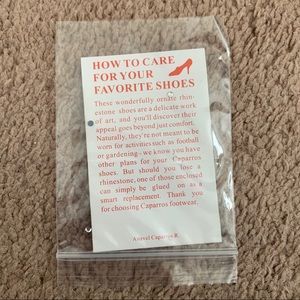 HOW TO CARE
FOR YOUR
FAVORITE SHOES
These wonderfully ornate rhin-
estone shoes are a delicate work
of art, and you'll discover their
appeal goes beyond just comfort.
Naturally, they're not meant to be
worn for activities such as football
or gardening - we know you have
other plans for your Caparros
shoes. But should you lose a
rhinestone, one of those enclosed
can simply be glued on as a
smart replacement. Thank you
for choosing Caparros footwear.
Caparros